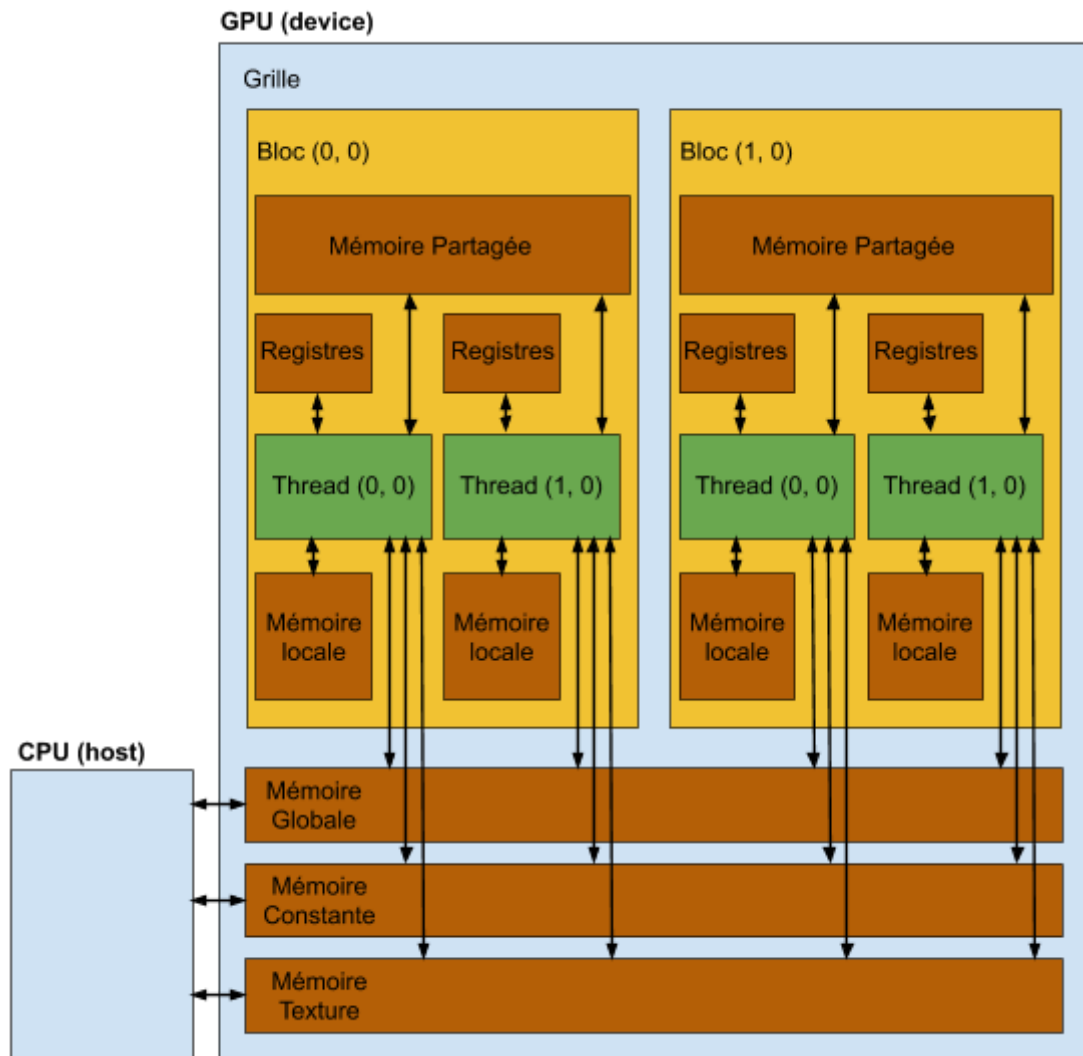 GPU (device)
Grille
Bloc (0, 0)
Mémoire Partagée
Registres
Registres
Thread (0, 0)
Thread (1, 0)
Mémoire
locale
Mémoire
locale
Bloc (1, 0)
Mémoire Partagée
Registres
Registres
Thread (0, 0)
Thread (1, 0)
Mémoire
locale
Mémoire
locale
CPU (host)
Mémoire
Globale
Mémoire
Constante
Mémoire
Texture